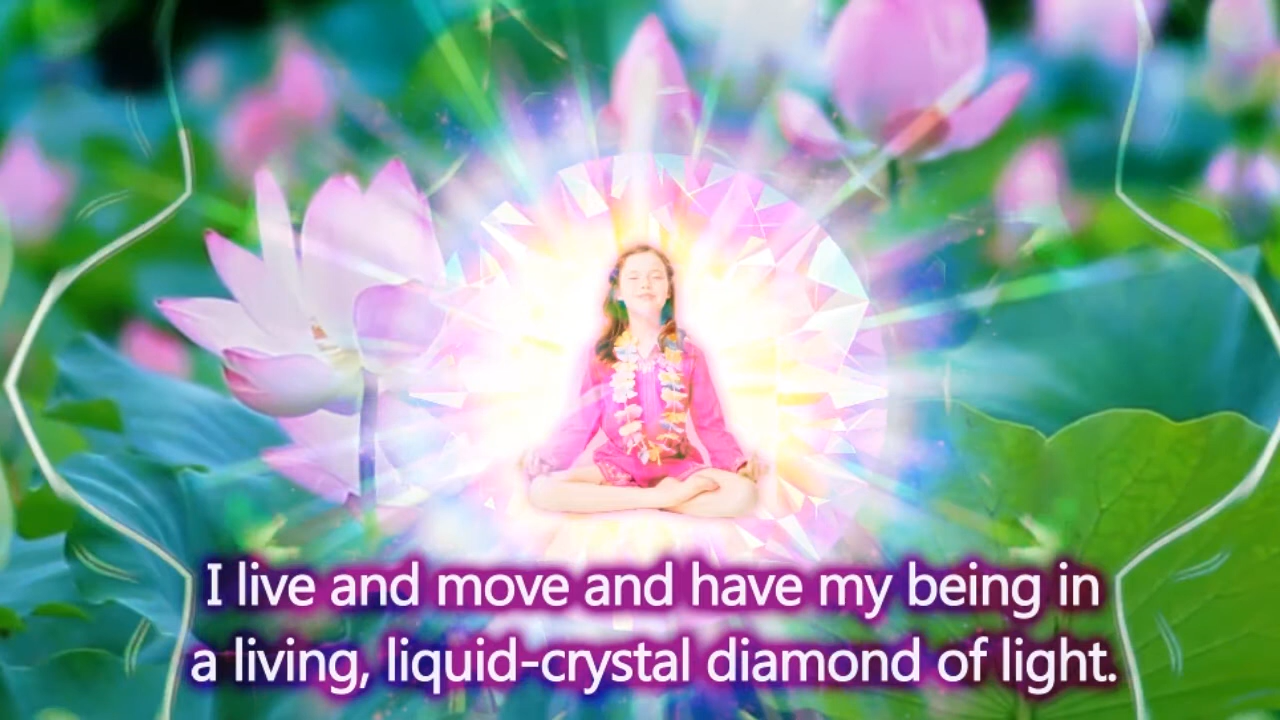 I live and move and have my being in
a living, liquid-crystal diamond of light.